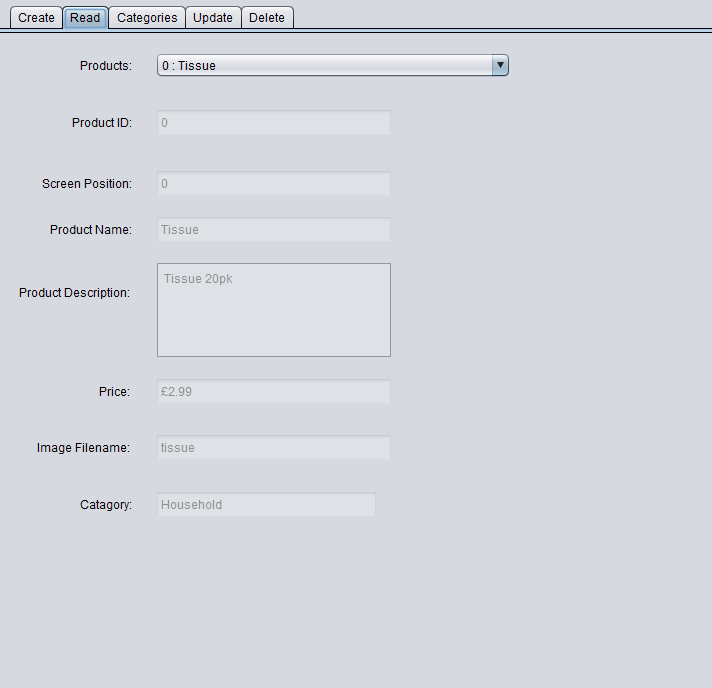 Create Read Categories Update Delete
Products: 0 : Tissue
Product ID: 0
Screen Position: 0
Product Name: Tissue
Product Description: Tissue 20pk
Price: £2.99
Image Filename: tissue
Catagory: Household